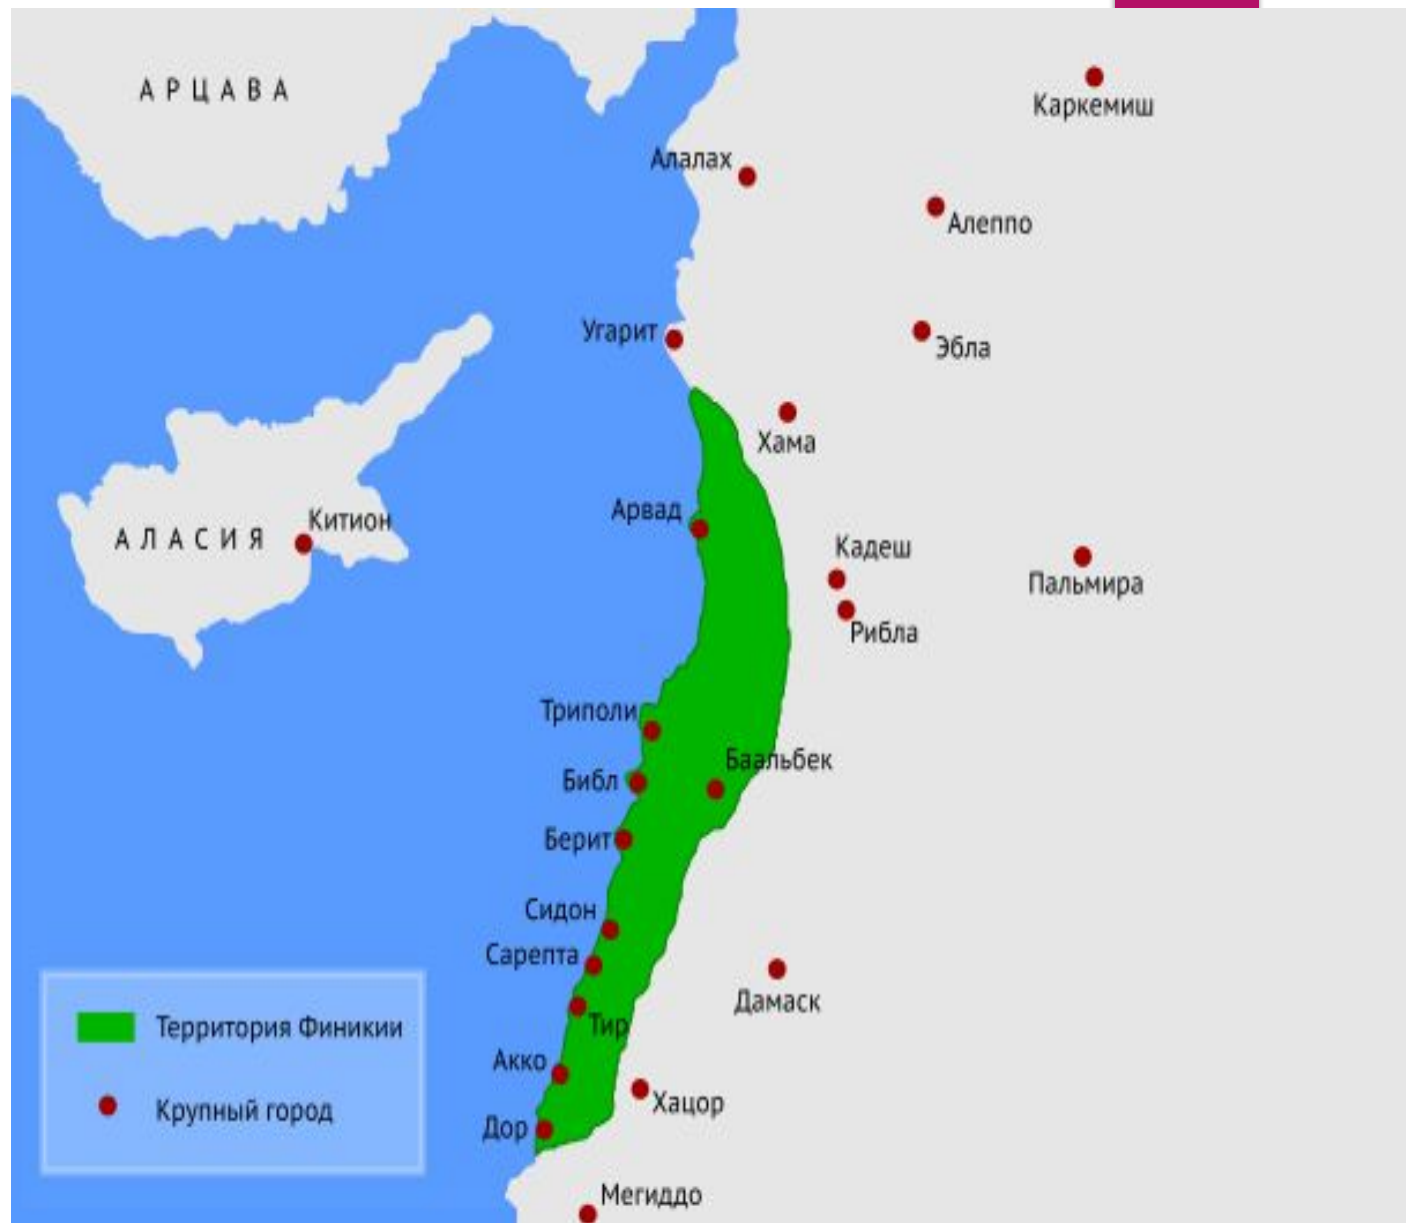 АРЦАВА
Каркемиш
Алалах
Алеппо
Угарит
Эбла
Хама
Арвад
Китион
АЛАСИЯ
Кадеш
Пальмира
Рибла
Триполи
Баальбек
Библ
Берит
Сидон
Сарепта
Дамаск
Территория Финикии
Тир
Акко
Хацор
Крупный город
Дор
Мегиддо